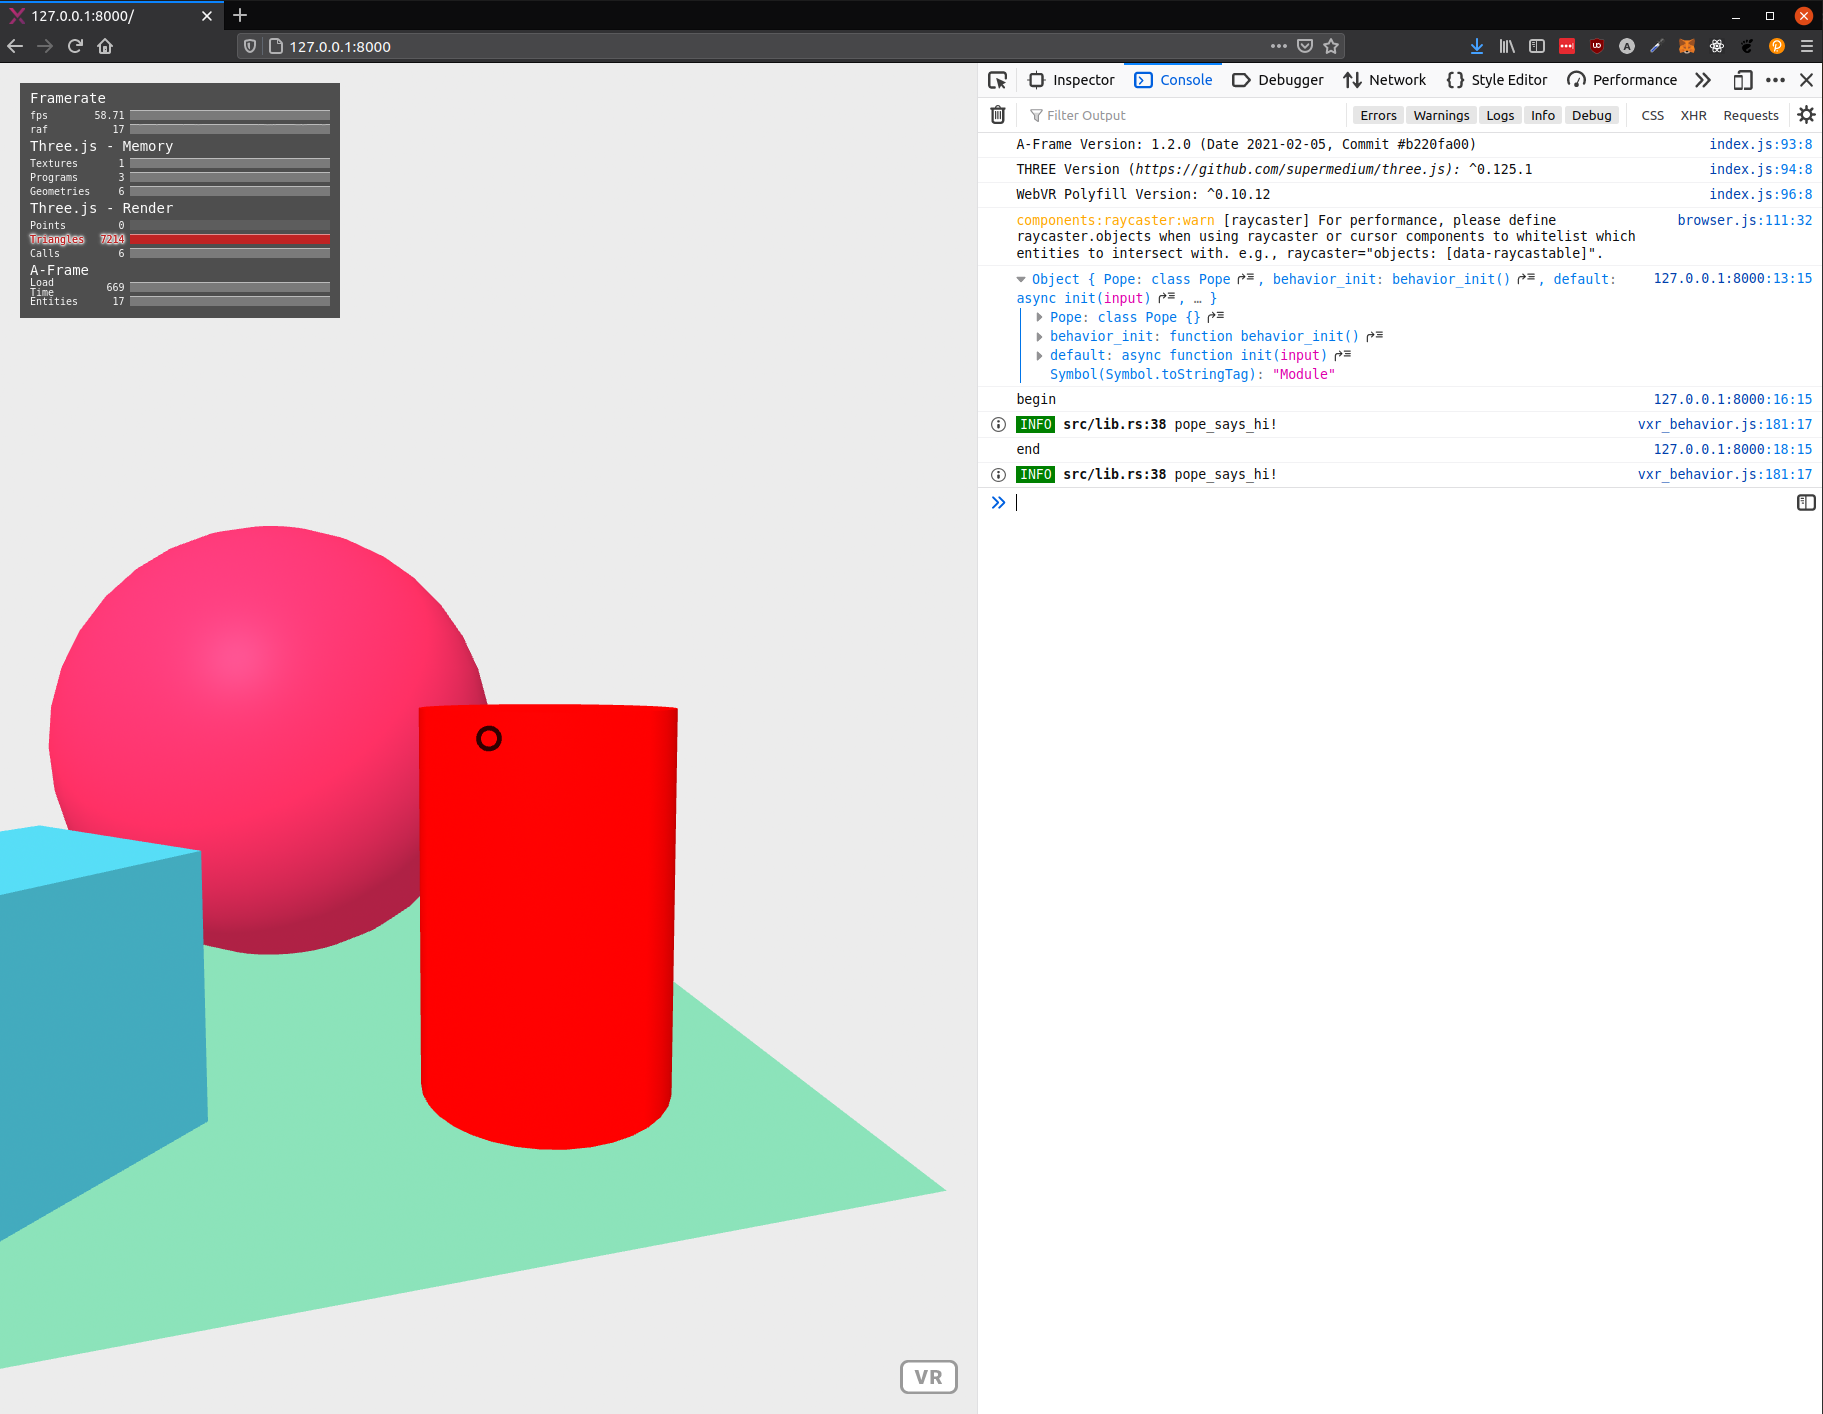 127.0.0.1:8000/
127.0.0.1:8000
Framerate
fps 58.71
raf 17
Three.js - Memory
Textures 1
Programs 3
Geometries 6
Three.js - Render
Points 0
Triangles 7214
Calls 6
A-Frame
Load Time 669
Entities 17
VR
Inspector Console Debugger Network Style Editor Performance
Filter Output Errors Warnings Logs Info Debug CSS XHR Requests
A-Frame Version: 1.2.0 (Date 2021-02-05, Commit #b220fa00) index.js:93:8
THREE Version (https://github.com/supermedium/three.js): ^0.125.1 index.js:94:8
WebVR Polyfill Version: ^0.10.12 index.js:96:8
components:raycaster:warn [raycaster] For performance, please define browser.js:111:32
raycaster.objects when using raycaster or cursor components to whitelist which
entities to intersect with. e.g., raycaster="objects: [data-raycastable]".
Object { Pope: class Pope , behavior_init: behavior_init() , default: 127.0.0.1:8000:13:15
async init(input) , … }
Pope: class Pope {}
behavior_init: function behavior_init()
default: async function init(input)
Symbol(Symbol.toStringTag): "Module"
begin 127.0.0.1:8000:16:15
INFO src/lib.rs:38 pope_says_hi! vxr_behavior.js:181:17
end 127.0.0.1:8000:18:15
INFO src/lib.rs:38 pope_says_hi! vxr_behavior.js:181:17